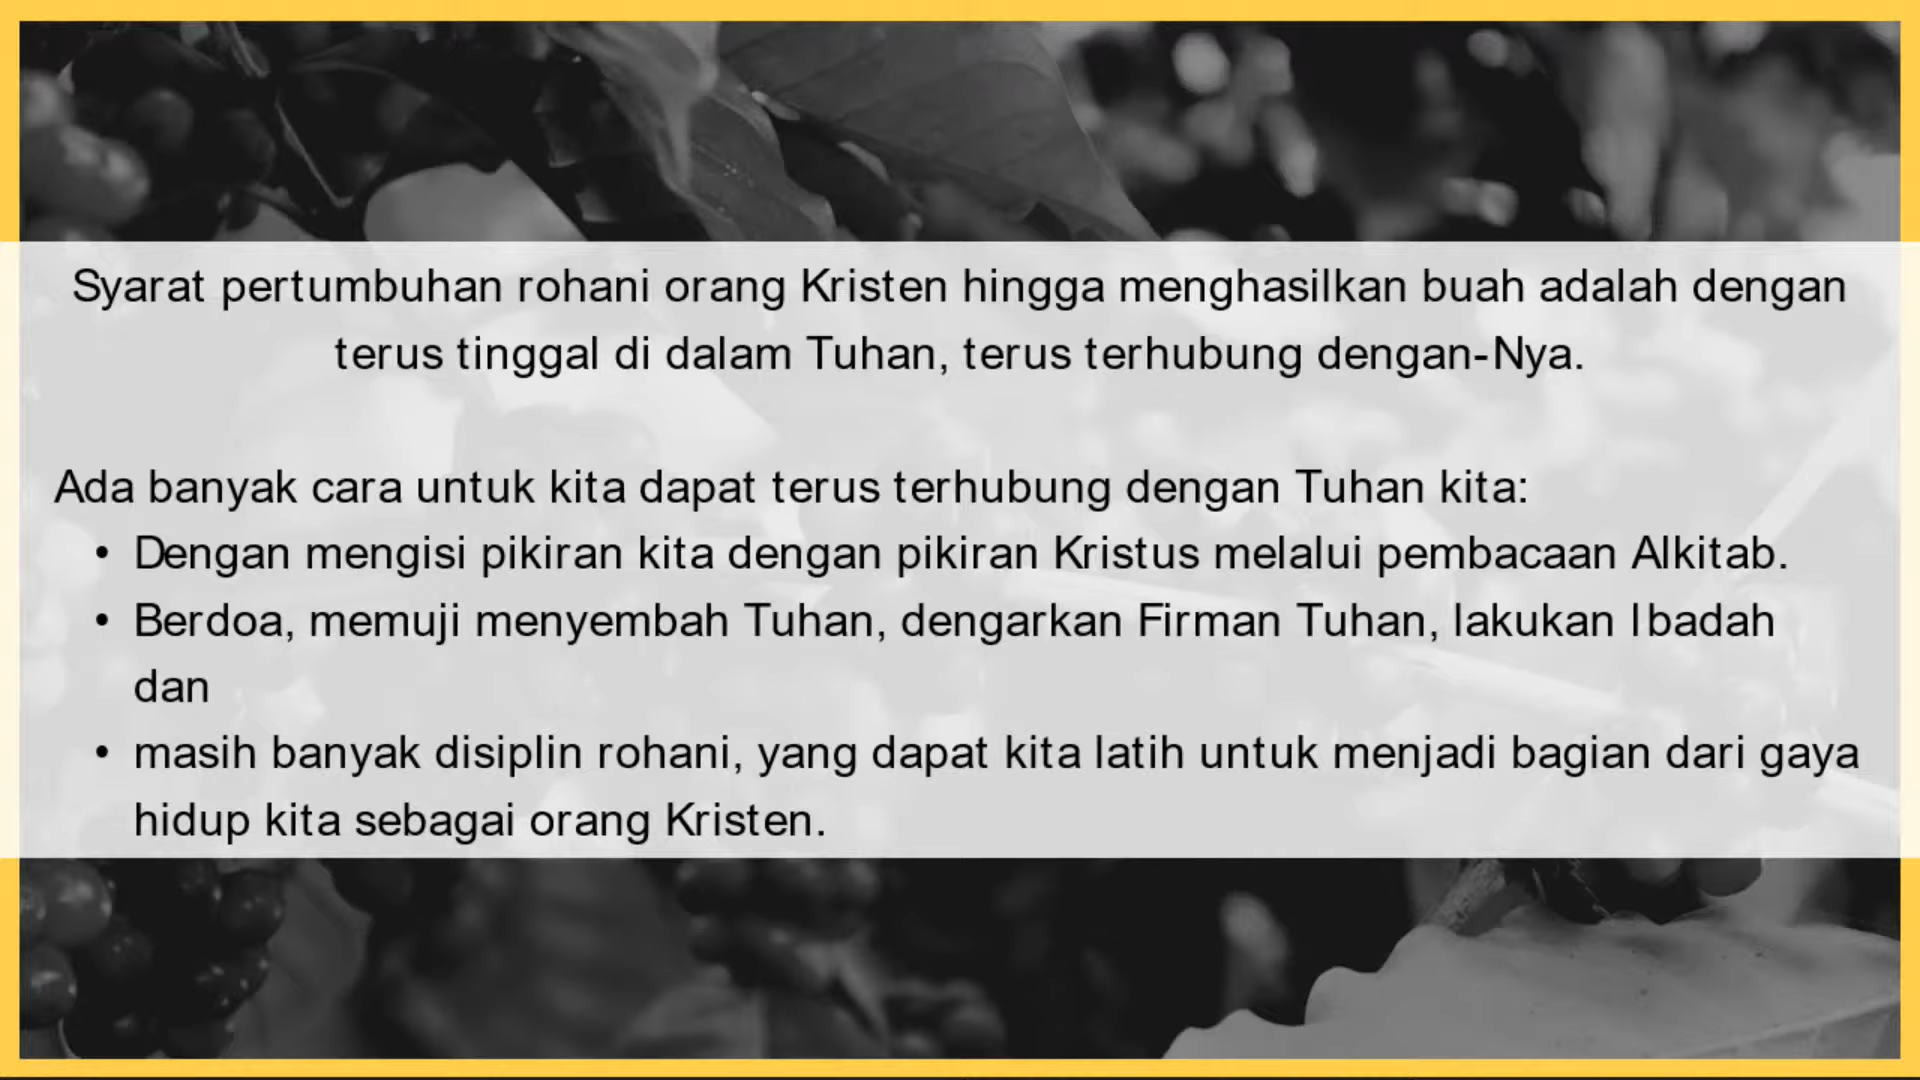 Syarat pertumbuhan rohani orang Kristen hingga menghasilkan buah adalah dengan
terus tinggal di dalam Tuhan, terus terhubung dengan-Nya.
Ada banyak cara untuk kita dapat terus terhubung dengan Tuhan kita:
• Dengan mengisi pikiran kita dengan pikiran Kristus melalui pembacaan Alkitab.
• Berdoa, memuji menyembah Tuhan, dengarkan Firman Tuhan, lakukan Ibadah
dan
• masih banyak disiplin rohani, yang dapat kita latih untuk menjadi bagian dari gaya
hidup kita sebagai orang Kristen.